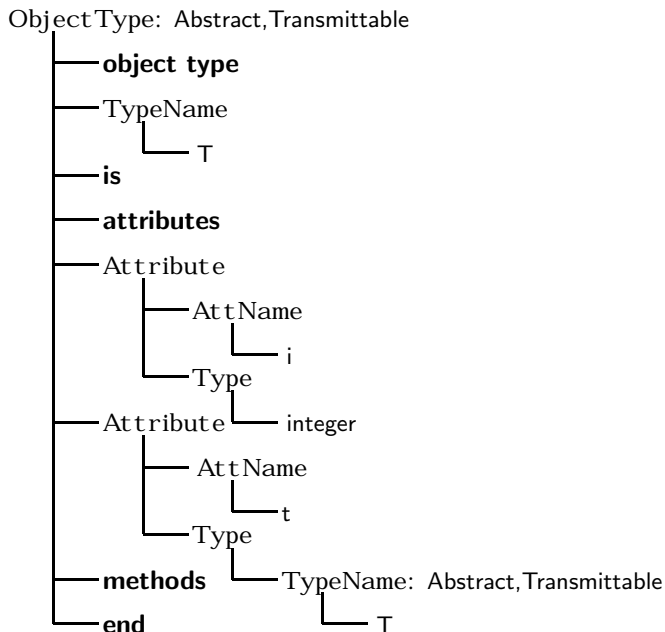 ObjectType: Abstract,Transmittable
object type
TypeName
T
is
attributes
Attribute
AttName
i
Type
Attribute
integer
AttName
t
Type
methods
TypeName: Abstract,Transmittable
end
T